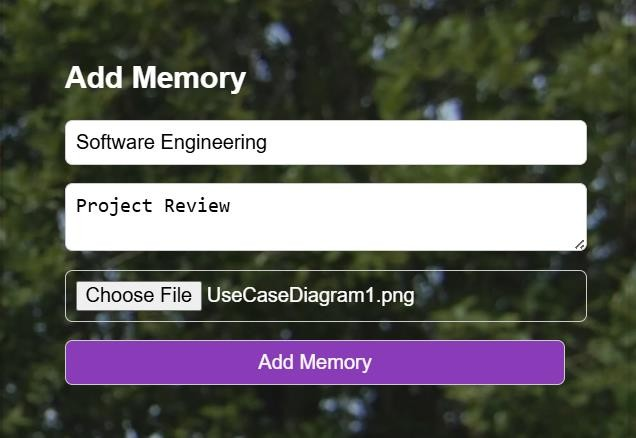 Add Memory
Software Engineering
Project Review
Choose File UseCaseDiagram1.png
Add Memory